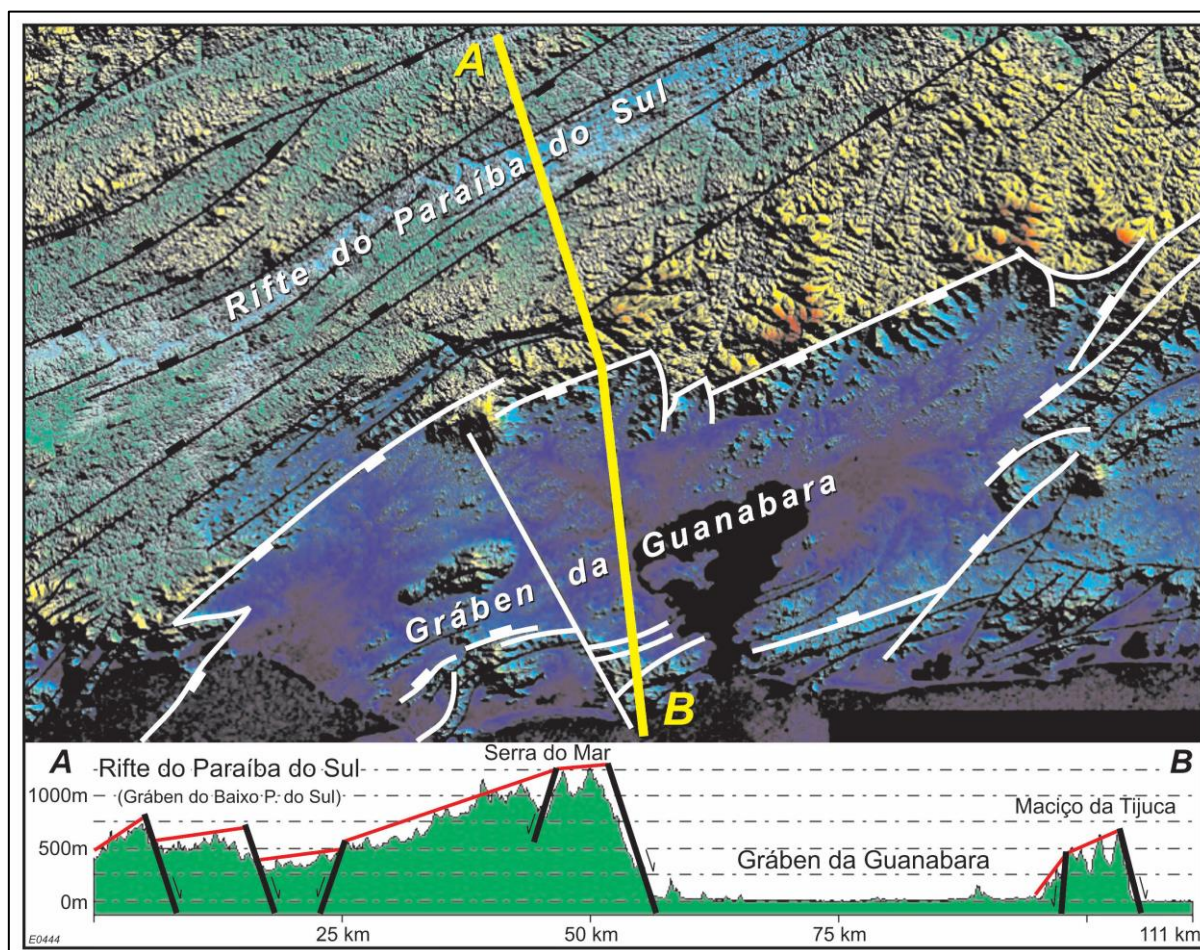 A
Rifte do Paraíba do Sul
Gráben da Guanabara
B
A
Rifte do Paraíba do Sul
(Gráben do Baixo P. do Sul)
Serra do Mar
B
Maciço da Tijuca
1000m
500m
Gráben da Guanabara
0m
E0444
25 km
50 km
75 km
111 km